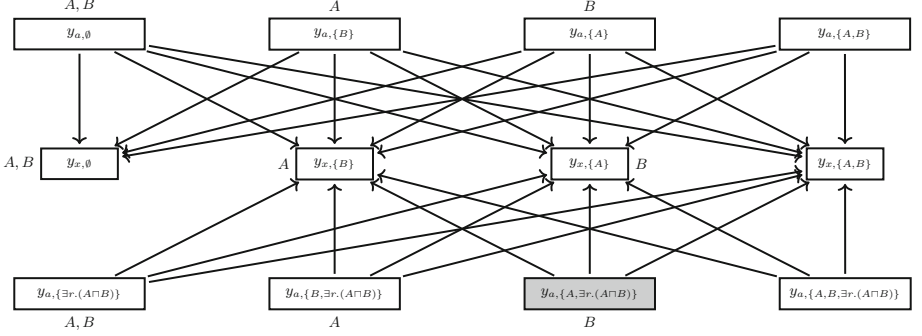 A, B A B
y_{a,∅} y_{a,{B}} y_{a,{A}} y_{a,{A,B}}
A, B y_{x,∅} A y_{x,{B}} y_{x,{A}} B y_{x,{A,B}}
y_{a,{∃r.(A⊓B)}} y_{a,{B,∃r.(A⊓B)}} y_{a,{A,∃r.(A⊓B)}} y_{a,{A,B,∃r.(A⊓B)}}
A, B A B